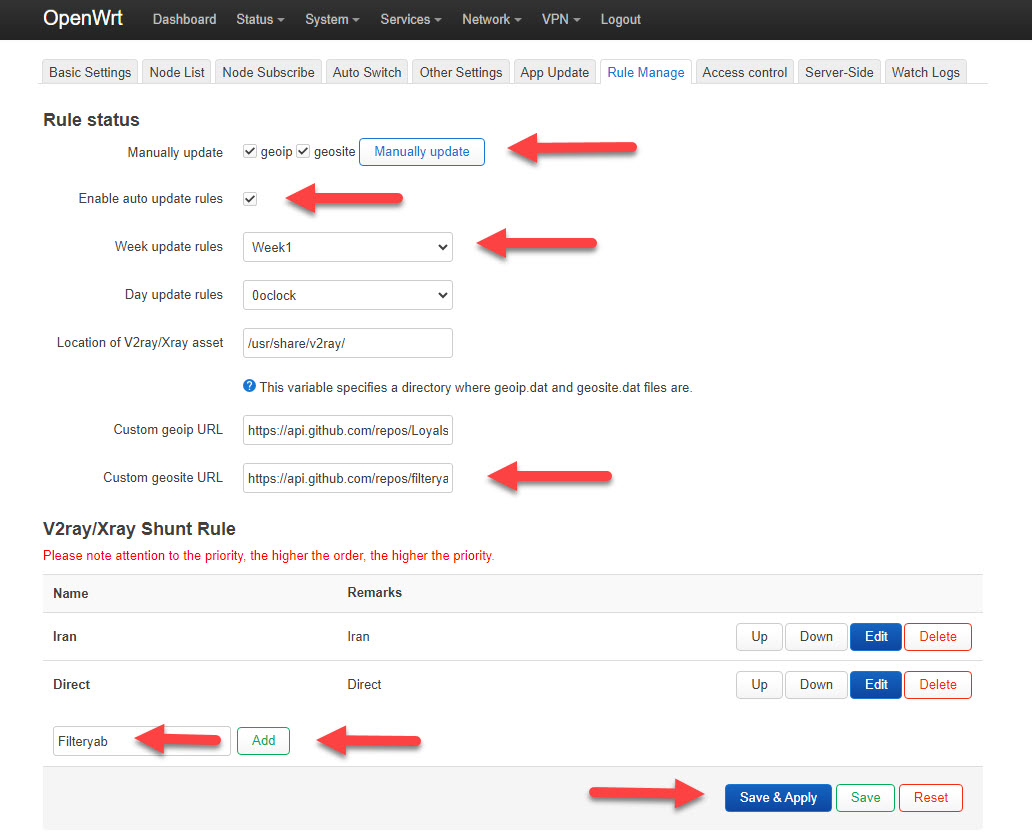 OpenWrt Dashboard Status System Services Network VPN Logout
Basic Settings Node List Node Subscribe Auto Switch Other Settings App Update Rule Manage Access control Server-Side Watch Logs
Rule status
Manually update geoip geosite Manually update
Enable auto update rules
Week update rules Week1
Day update rules 0oclock
Location of V2ray/Xray asset /usr/share/v2ray/
This variable specifies a directory where geoip.dat and geosite.dat files are.
Custom geoip URL https://api.github.com/repos/Loyals
Custom geosite URL https://api.github.com/repos/filterya
V2ray/Xray Shunt Rule
Please note attention to the priority, the higher the order, the higher the priority.
Name Remarks
Iran Iran Up Down Edit Delete
Direct Direct Up Down Edit Delete
Filteryab Add
Save & Apply Save Reset